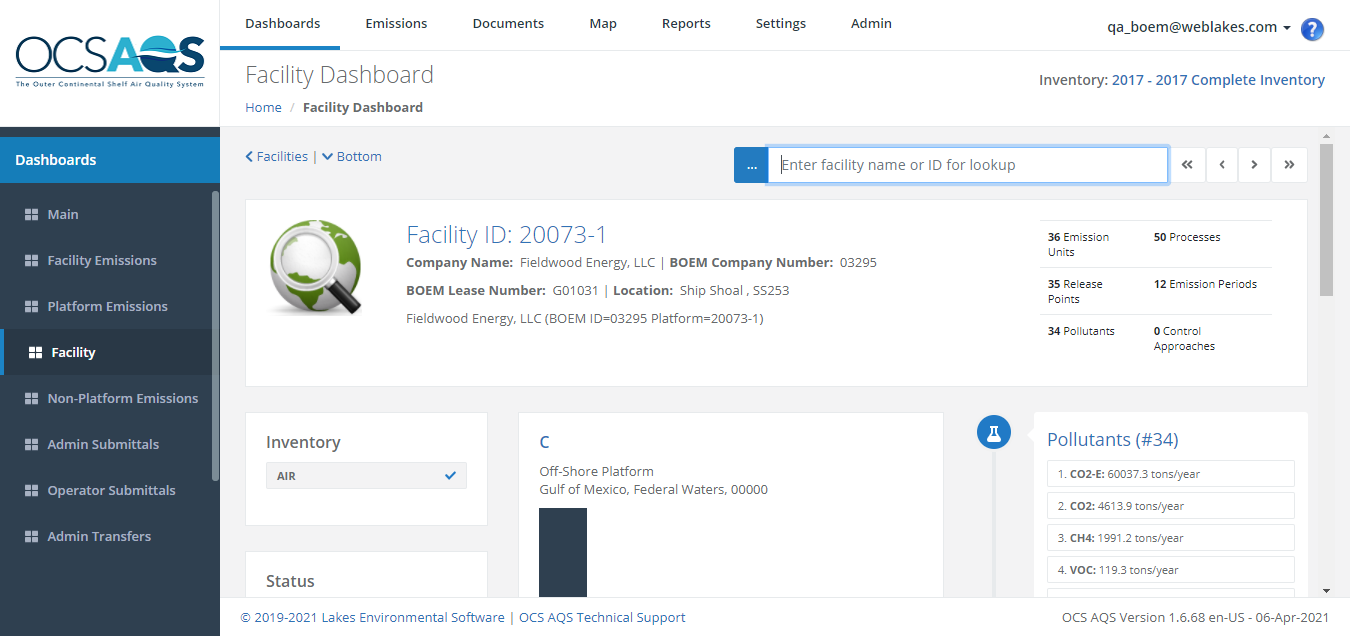 OCSAQS
The Outer Continental Shelf Air Quality System
Dashboards Emissions Documents Map Reports Settings Admin
qa_boem@weblakes.com
?
Facility Dashboard
Inventory: 2017 - 2017 Complete Inventory
Home / Facility Dashboard
Dashboards
Main
Facility Emissions
Platform Emissions
Facility
Non-Platform Emissions
Admin Submittals
Operator Submittals
Admin Transfers
Facilities | Bottom
... Enter facility name or ID for lookup
Facility ID: 20073-1
Company Name: Fieldwood Energy, LLC | BOEM Company Number: 03295
BOEM Lease Number: G01031 | Location: Ship Shoal , SS253
Fieldwood Energy, LLC (BOEM ID=03295 Platform=20073-1)
36 Emission
Units
50 Processes
35 Release
Points
12 Emission Periods
34 Pollutants
0 Control
Approaches
Inventory
AIR
Status
C
Off-Shore Platform
Gulf of Mexico, Federal Waters, 00000
Pollutants (#34)
1. CO2-E: 60037.3 tons/year
2. CO2: 4613.9 tons/year
3. CH4: 1991.2 tons/year
4. VOC: 119.3 tons/year
© 2019-2021 Lakes Environmental Software | OCS AQS Technical Support
OCS AQS Version 1.6.68 en-US - 06-Apr-2021